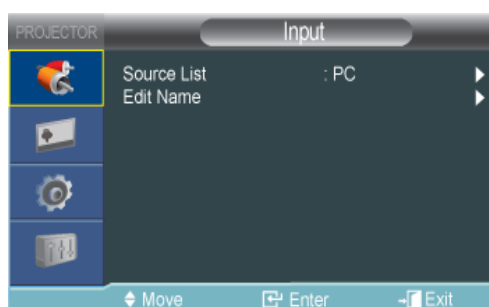 PROJECTOR Input
Source List : PC
Edit Name
Move Enter Exit